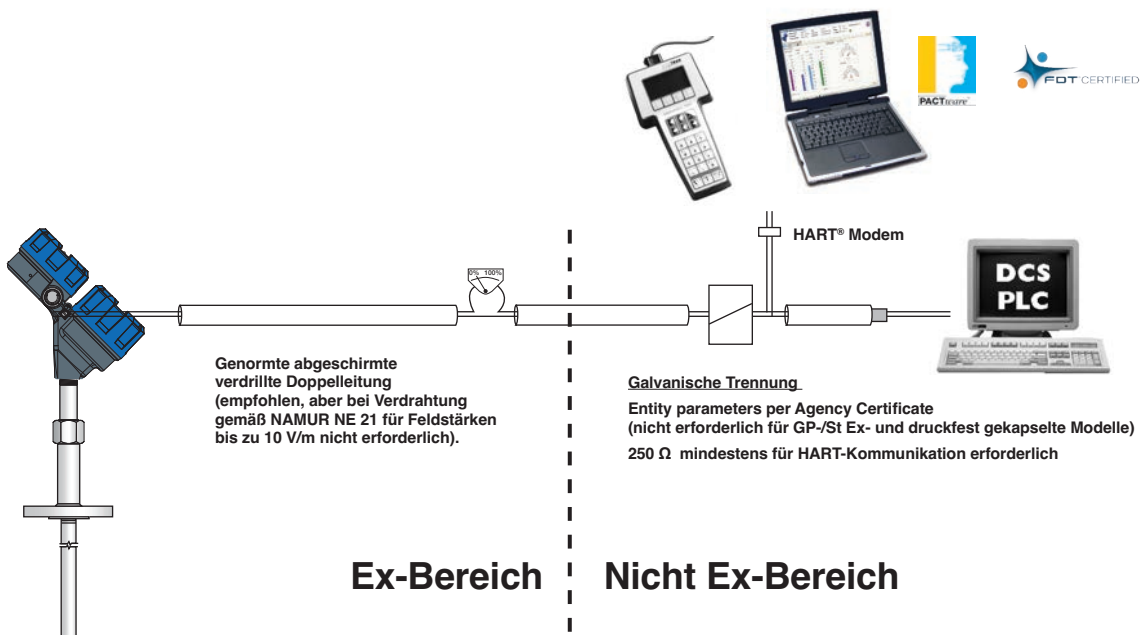 PACTware
FDT CERTIFIED
HART® Modem
DCS
PLC
0% 100%
Genormte abgeschirmte
verdrillte Doppelleitung
(empfohlen, aber bei Verdrahtung
gemäß NAMUR NE 21 für Feldstärken
bis zu 10 V/m nicht erforderlich).
Galvanische Trennung
Entity parameters per Agency Certificate
(nicht erforderlich für GP-/St Ex- und druckfest gekapselte Modelle)
250 Ω mindestens für HART-Kommunikation erforderlich
Ex-Bereich
Nicht Ex-Bereich